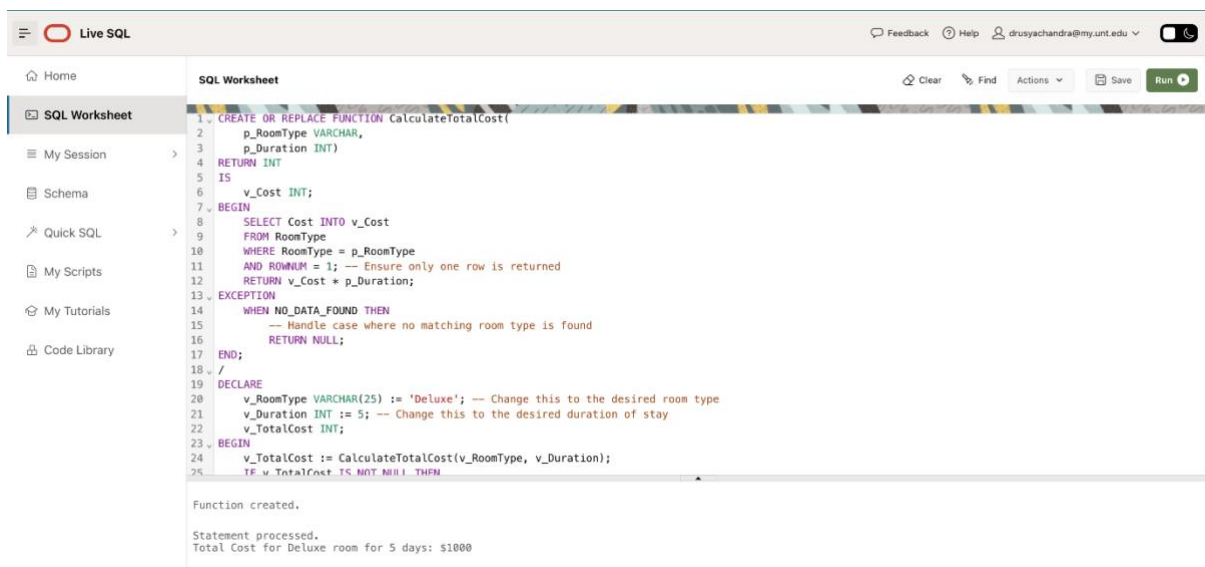 Live SQL
Feedback Help drusyachandra@my.unt.edu
Home
SQL Worksheet
My Session
Schema
Quick SQL
My Scripts
My Tutorials
Code Library
SQL Worksheet
Clear Find Actions Save Run
1 CREATE OR REPLACE FUNCTION CalculateTotalCost(
2 p_RoomType VARCHAR,
3 p_Duration INT)
4 RETURN INT
5 IS
6 v_Cost INT;
7 BEGIN
8 SELECT Cost INTO v_Cost
9 FROM RoomType
10 WHERE RoomType = p_RoomType
11 AND ROWNUM = 1; -- Ensure only one row is returned
12 RETURN v_Cost * p_Duration;
13 EXCEPTION
14 WHEN NO_DATA_FOUND THEN
15 -- Handle case where no matching room type is found
16 RETURN NULL;
17 END;
18 /
19 DECLARE
20 v_RoomType VARCHAR(25) := 'Deluxe'; -- Change this to the desired room type
21 v_Duration INT := 5; -- Change this to the desired duration of stay
22 v_TotalCost INT;
23 BEGIN
24 v_TotalCost := CalculateTotalCost(v_RoomType, v_Duration);
25 IF v_TotalCost IS NOT NULL THEN
Function created.
Statement processed.
Total Cost for Deluxe room for 5 days: $1000